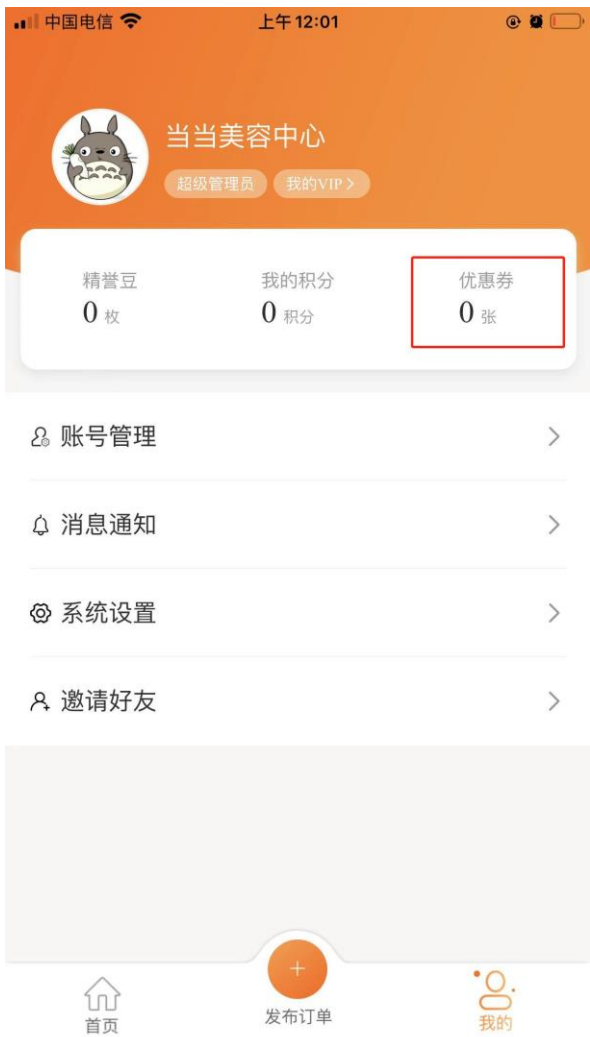 中国电信 上午 12:01
当当美容中心
超级管理员 我的VIP >
精誉豆 我的积分 优惠券
0 枚 0 积分 0 张
账号管理
消息通知
系统设置
邀请好友
首页 发布订单 我的